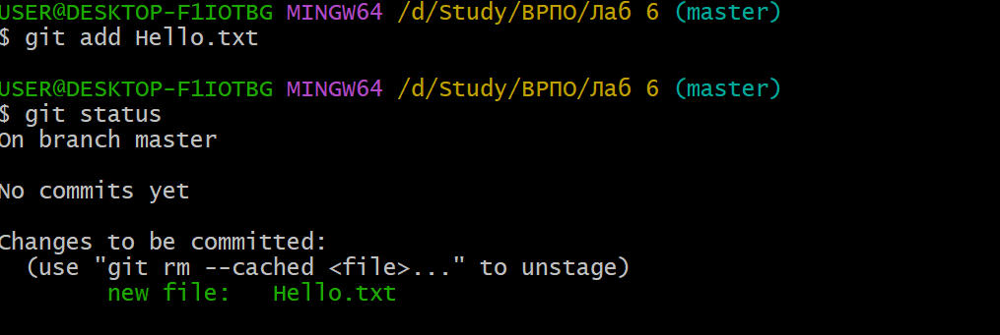 USER@DESKTOP-F1IOTBG MINGW64 /d/Study/ВРПО/Лаб 6 (master)
$ git add Hello.txt
USER@DESKTOP-F1IOTBG MINGW64 /d/Study/ВРПО/Лаб 6 (master)
$ git status
On branch master
No commits yet
Changes to be committed:
  (use "git rm --cached <file>..." to unstage)
        new file:   Hello.txt